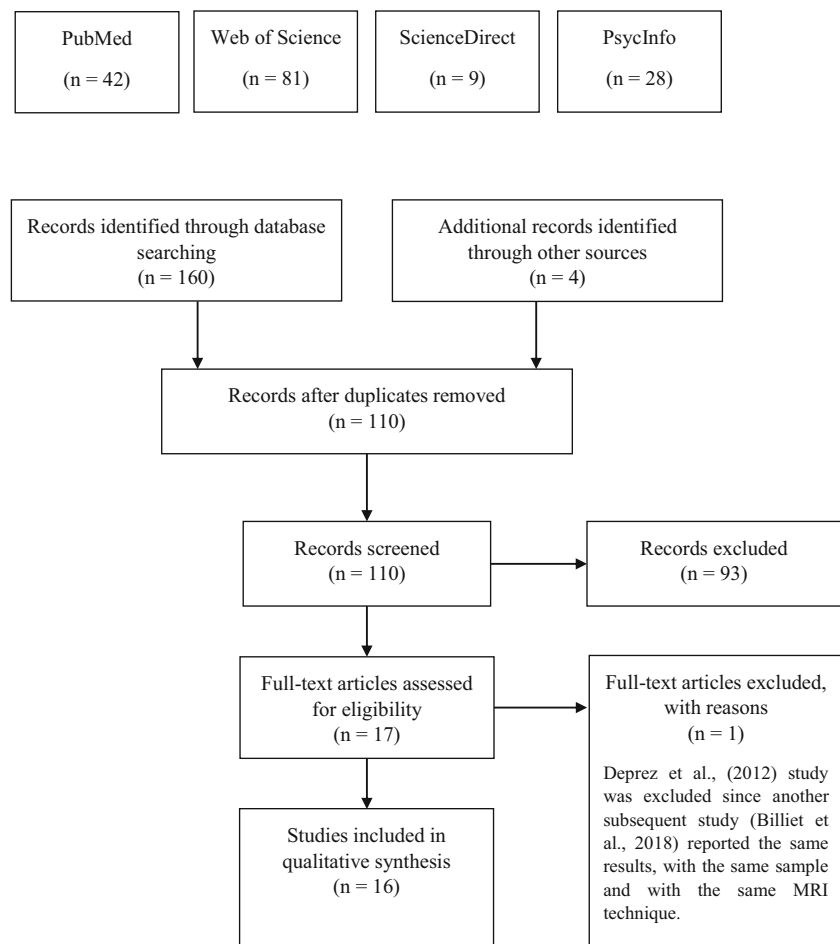 PubMed
(n = 42)
Web of Science
(n = 81)
ScienceDirect
(n = 9)
PsycInfo
(n = 28)
Records identified through database
searching
(n = 160)
Additional records identified
through other sources
(n = 4)
Records after duplicates removed
(n = 110)
Records screened
(n = 110)
Records excluded
(n = 93)
Full-text articles assessed
for eligibility
(n = 17)
Full-text articles excluded,
with reasons
(n = 1)
Deprez et al., (2012) study
was excluded since another
subsequent study (Billiet et
al., 2018) reported the same
results, with the same sample
and with the same MRI
technique.
Studies included in
qualitative synthesis
(n = 16)